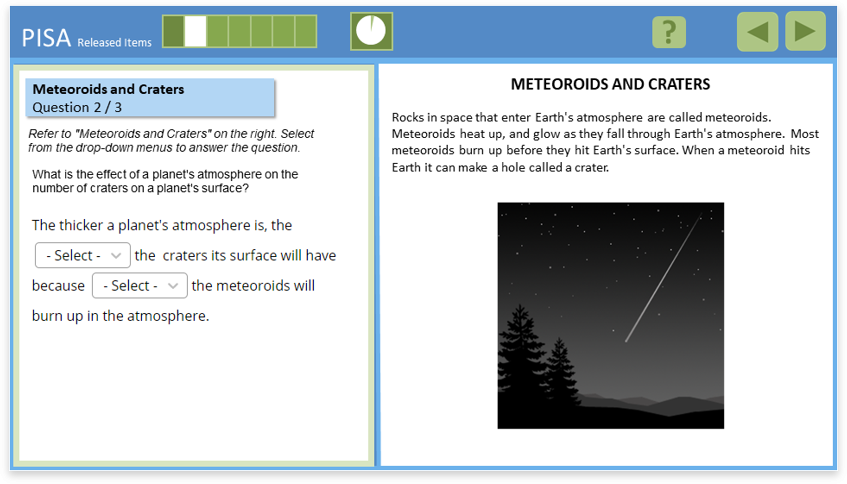 PISA Released Items
?
Meteoroids and Craters
Question 2 / 3
Refer to "Meteoroids and Craters" on the right. Select
from the drop-down menus to answer the question.
What is the effect of a planet's atmosphere on the
number of craters on a planet's surface?
The thicker a planet's atmosphere is, the
- Select - the craters its surface will have
because - Select - the meteoroids will
burn up in the atmosphere.
METEOROIDS AND CRATERS
Rocks in space that enter Earth's atmosphere are called meteoroids.
Meteoroids heat up, and glow as they fall through Earth's atmosphere. Most
meteoroids burn up before they hit Earth's surface. When a meteoroid hits
Earth it can make a hole called a crater.